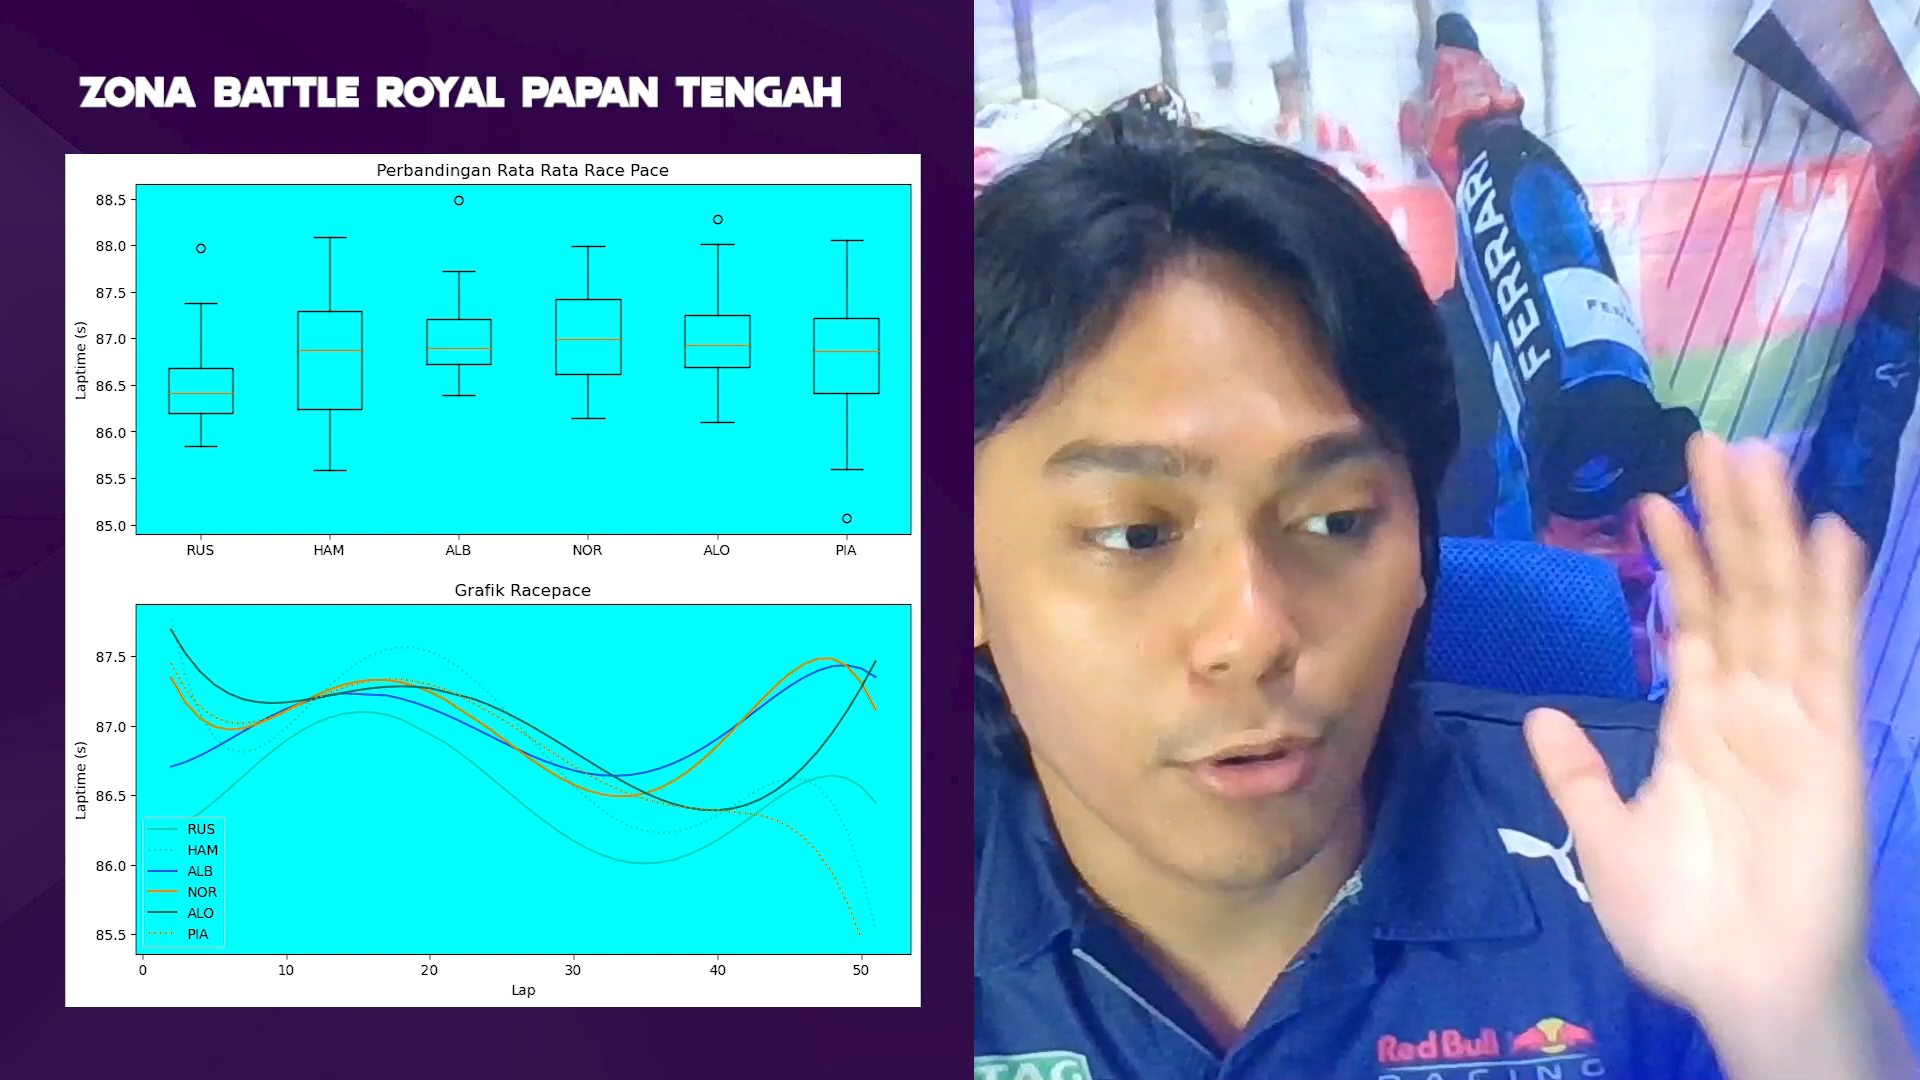 ZONA BATTLE ROYAL PAPAN TENGAH
Perbandingan Rata Rata Race Pace
Laptime (s)
88.5
88.0
87.5
87.0
86.5
86.0
85.5
85.0
RUS HAM ALB NOR ALO PIA
Grafik Racepace
Laptime (s)
87.5
87.0
86.5
86.0
85.5
RUS
HAM
ALB
NOR
ALO
PIA
0 10 20 30 40 50
Lap
FERRARI
Red Bull
RACING
TAG